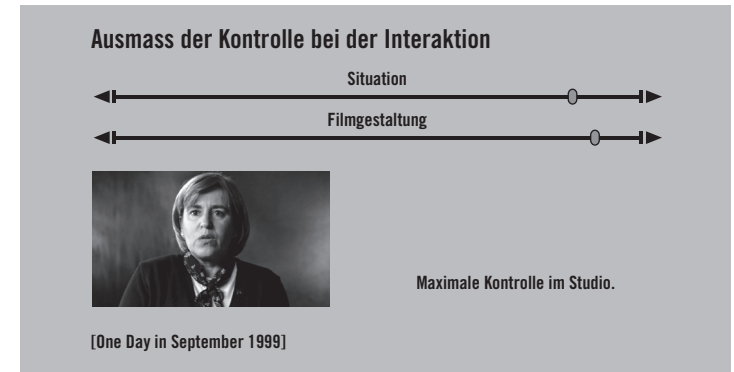 Ausmass der Kontrolle bei der Interaktion
Situation
Filmgestaltung
Maximale Kontrolle im Studio.
[One Day in September 1999]